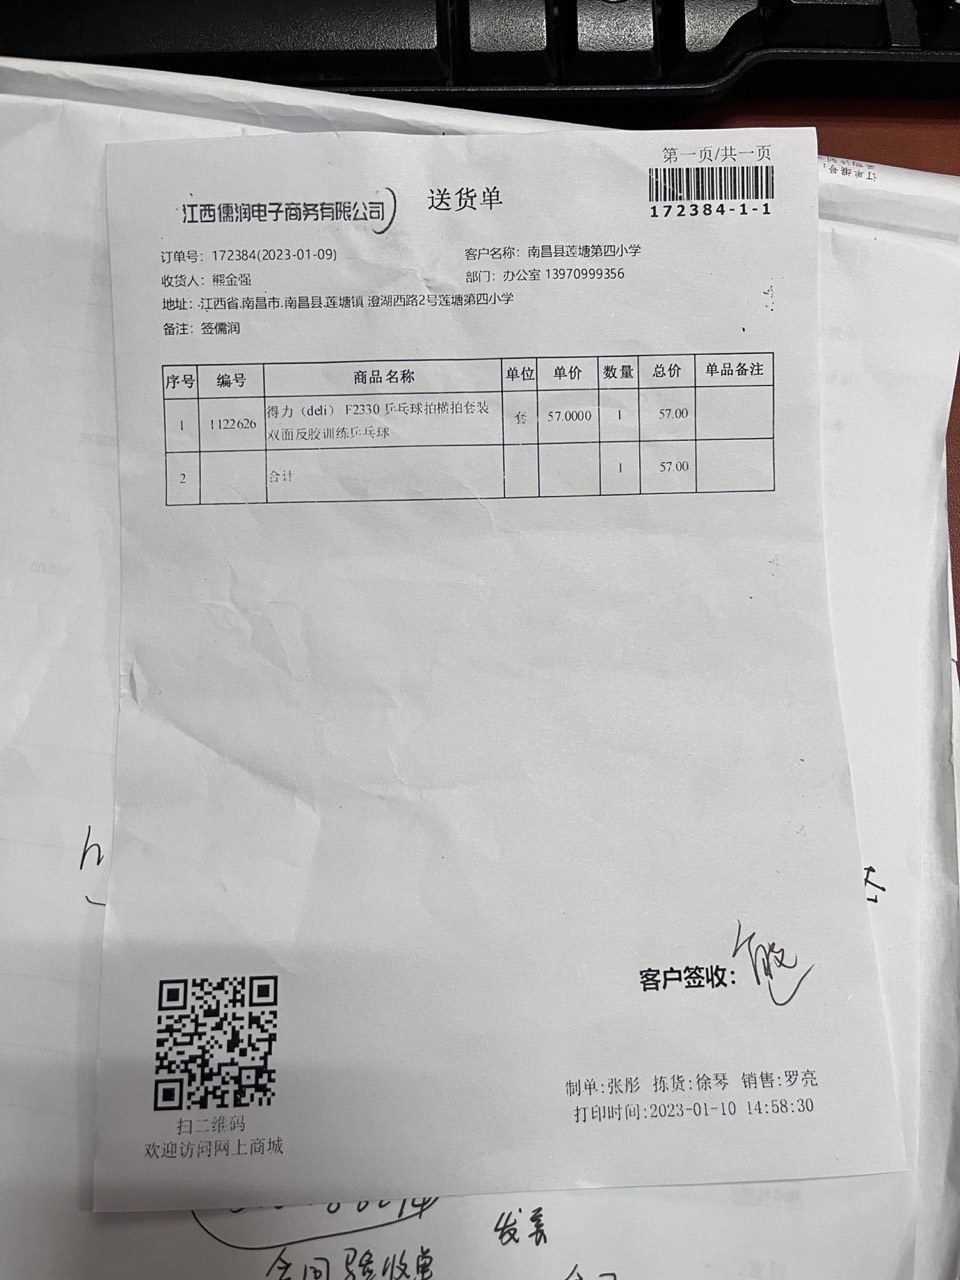 第一页/共一页
172384-1-1
江西儒润电子商务有限公司
送货单
订单号：172384(2023-01-09)
客户名称：南昌县莲塘第四小学
收货人：熊金强
部门：办公室 13970999356
地址：江西省.南昌市.南昌县.莲塘镇 澄湖西路2号莲塘第四小学
备注：签儒润
序号 编号 商品名称 单位 单价 数量 总价 单品备注
1 1122626 得力（deli） F2330 乒乓球拍横拍套装 套 57.0000 1 57.00
双面反胶训练乒乓球
2 合计 1 57.00
客户签收：
扫二维码
欢迎访问网上商城
制单:张彤 拣货:徐琴 销售:罗亮
打印时间:2023-01-10 14:58:30
发票
合同 验收单